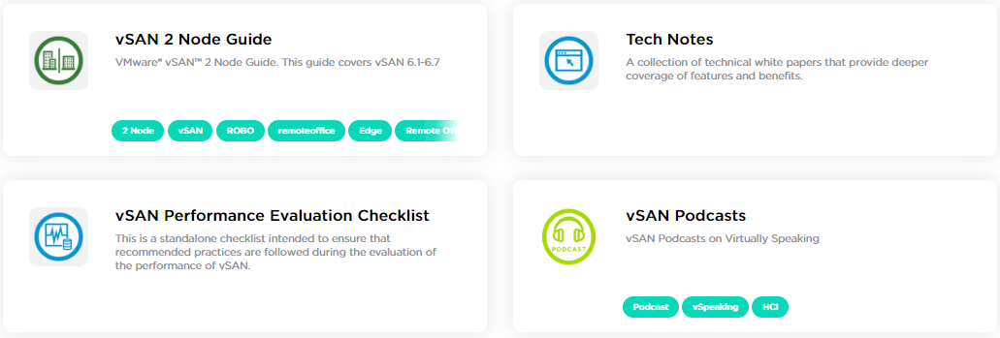 vSAN 2 Node Guide
VMware® vSAN™ 2 Node Guide. This guide covers vSAN 6.1-6.7
2 Node vSAN ROBO remoteoffice Edge Remote
Tech Notes
A collection of technical white papers that provide deeper
coverage of features and benefits.
vSAN Performance Evaluation Checklist
This is a standalone checklist intended to ensure that
recommended practices are followed during the evaluation of
the performance of vSAN.
PODCAST
vSAN Podcasts
vSAN Podcasts on Virtually Speaking
Podcast vSpeaking HCI